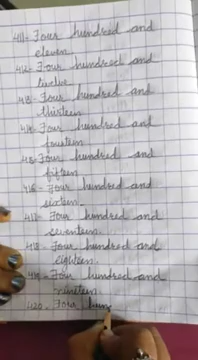 411- Four hundred and
eleven.
412- Four hundred and
twelve
413- Four hundred and
thirteen
414- Four hundred and
fourteen
415- Four hundred and
fifteen
416- Four hundred and
sixteen.
417- Four hundred and
seventeen.
418- Four hundred and
eighteen.
419- Four hundred and
nineteen
420- Four hun